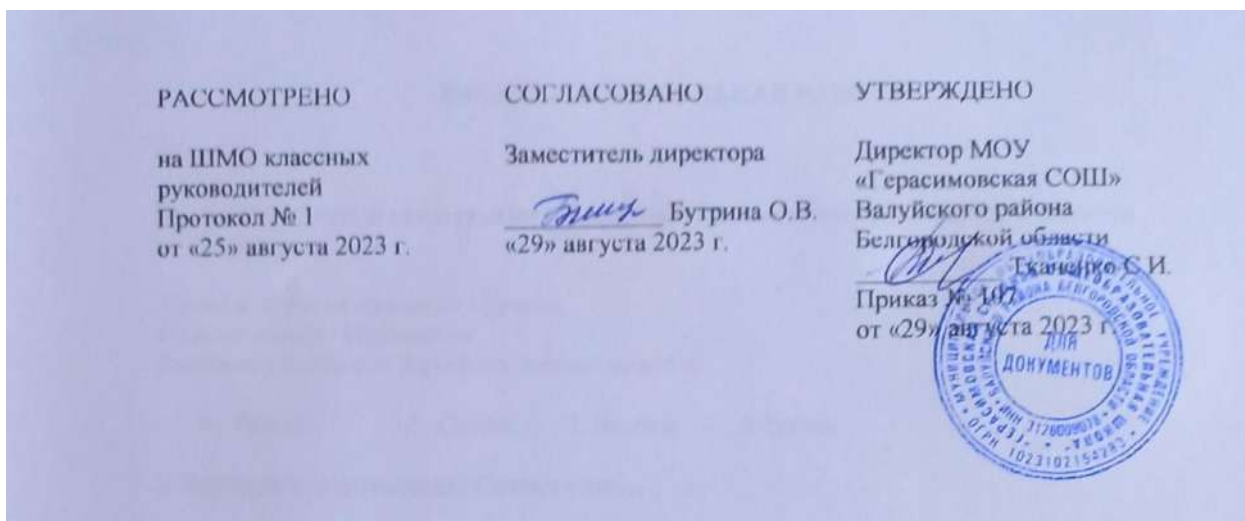 РАССМОТРЕНО
на ШМО классных
руководителей
Протокол № 1
от «25» августа 2023 г.
СОГЛАСОВАНО
Заместитель директора
Бутрина О.В.
«29» августа 2023 г.
УТВЕРЖДЕНО
Директор МОУ
«Герасимовская СОШ»
Валуйского района
Белгородской области
Ткаченко С.И.
Приказ № 107
от «29» августа 2023 г.
ДЛЯ
ДОКУМЕНТОВ